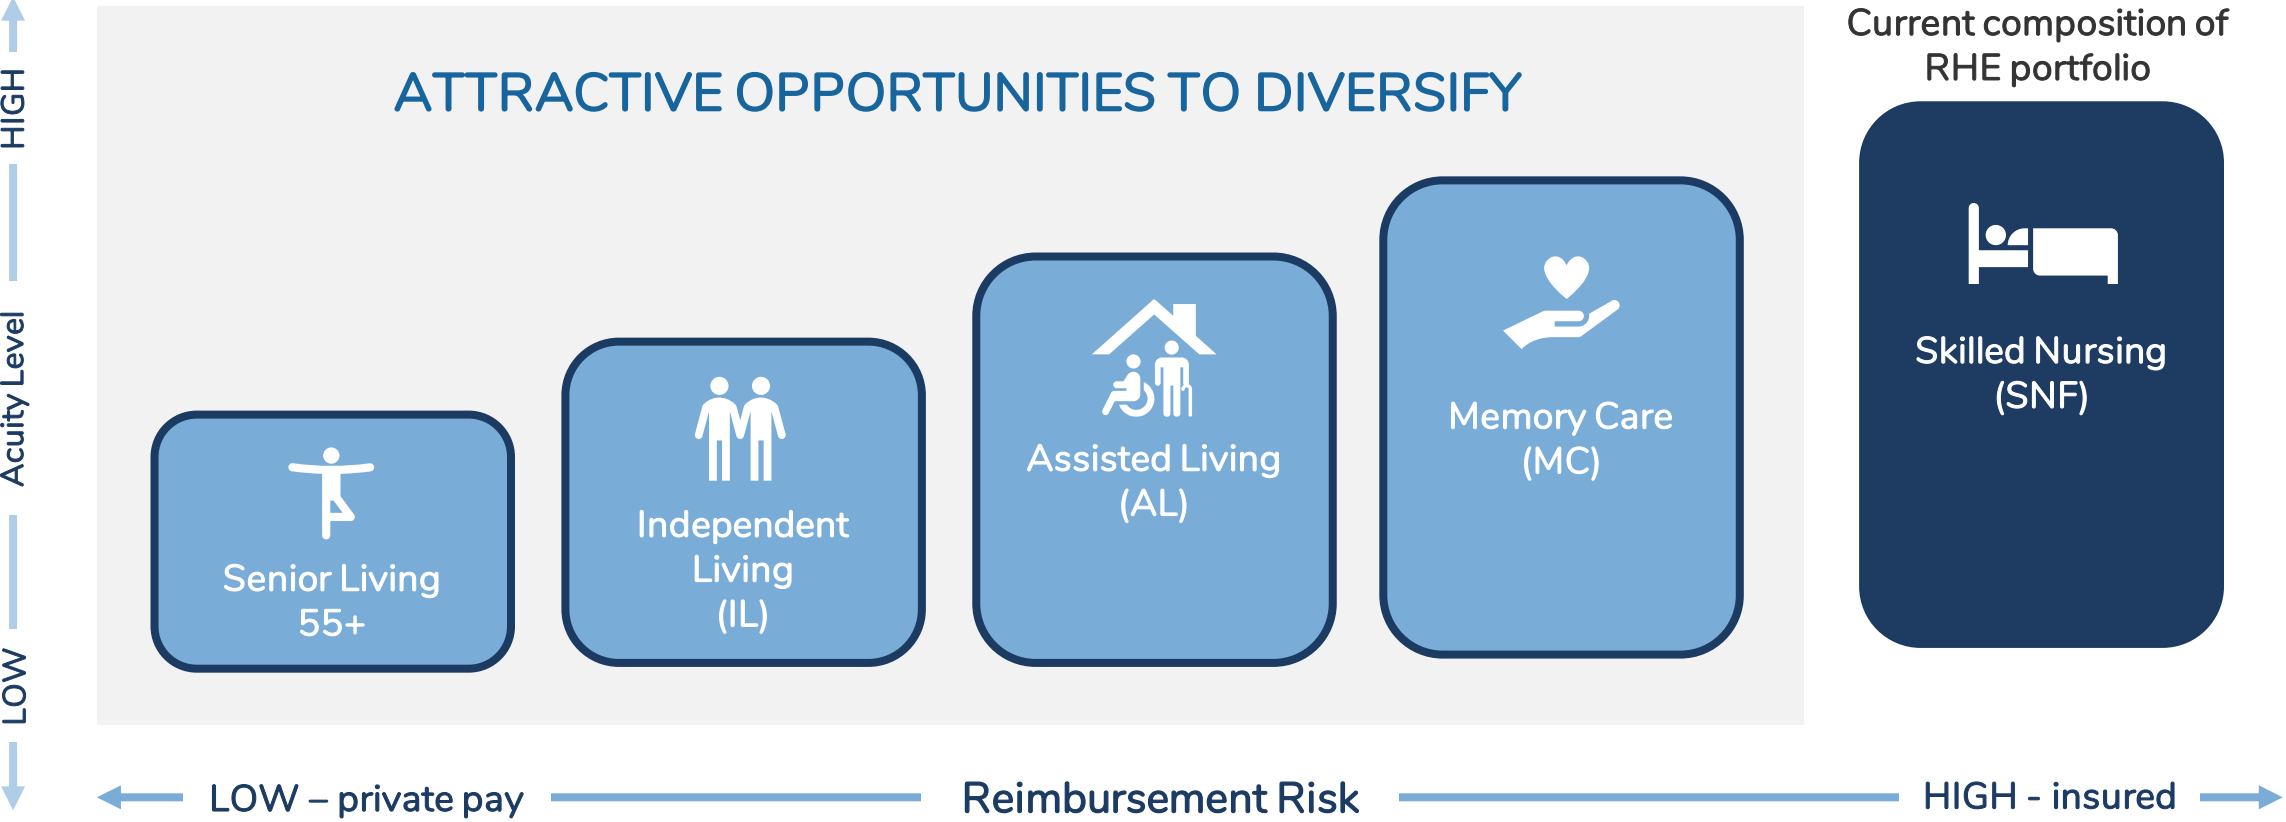 Current composition of
RHE portfolio
ATTRACTIVE OPPORTUNITIES TO DIVERSIFY
HIGH
Acuity Level
LOW
Senior Living
55+
Independent
Living
(IL)
Assisted Living
(AL)
Memory Care
(MC)
Skilled Nursing
(SNF)
LOW – private pay
Reimbursement Risk
HIGH - insured